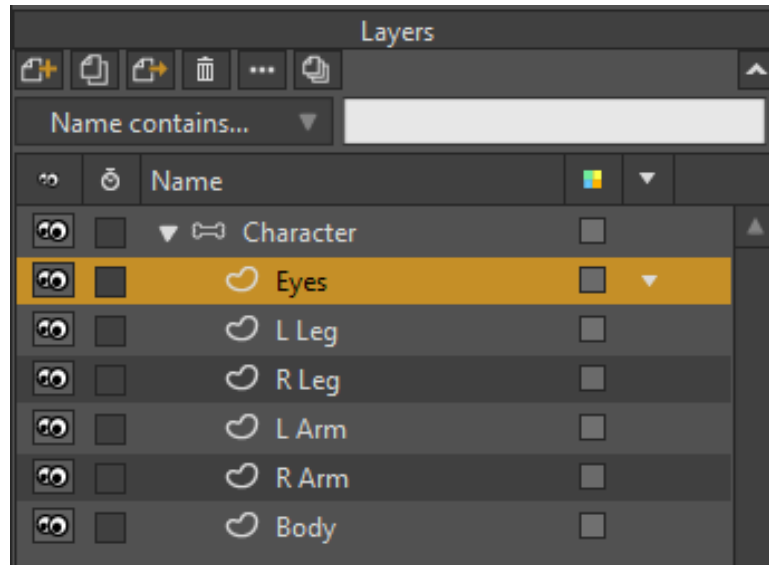 Layers
Name contains...
Name
Character
Eyes
L Leg
R Leg
L Arm
R Arm
Body